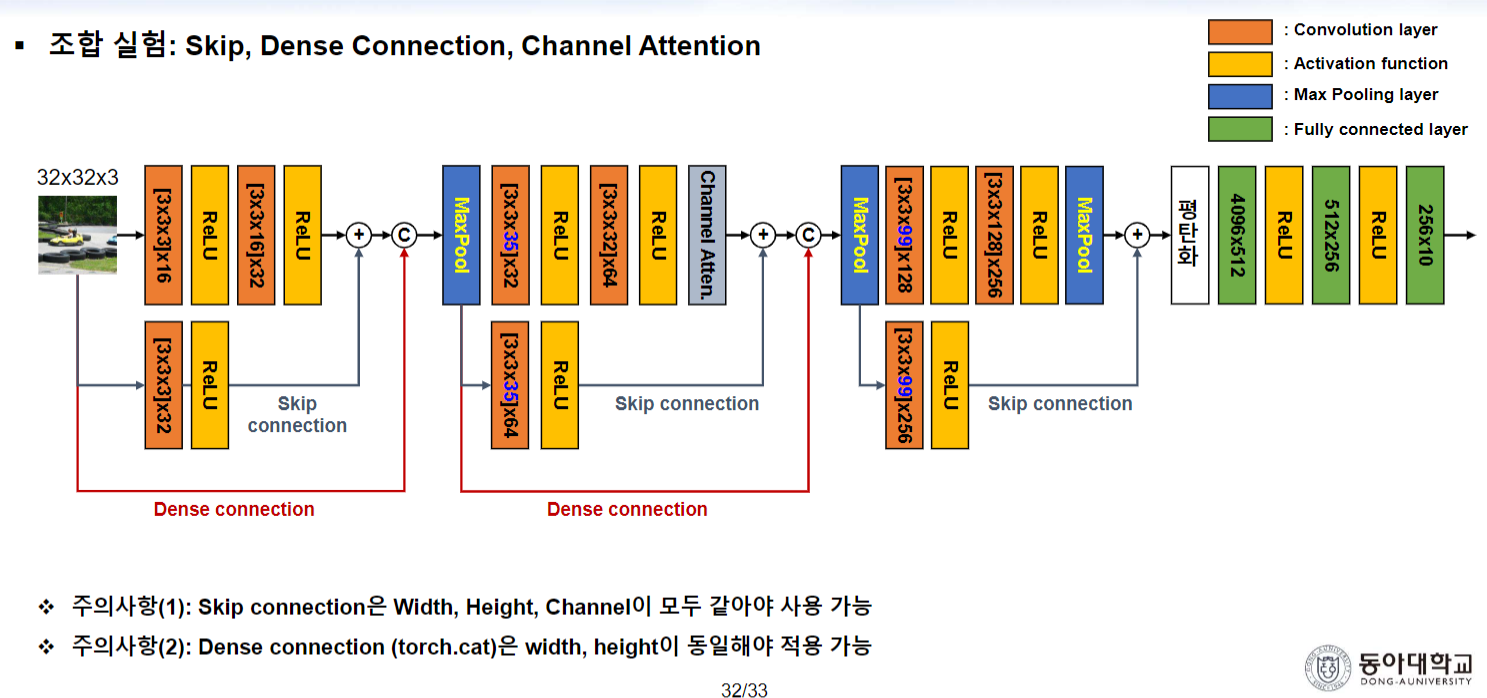 ▪ 조합 실험: Skip, Dense Connection, Channel Attention
: Convolution layer
: Activation function
: Max Pooling layer
: Fully connected layer
32x32x3
[3x3x3]x16
ReLU
[3x3x16]x32
ReLU
+
C
MaxPool
[3x3x35]x32
ReLU
[3x3x32]x64
ReLU
Channel Atten.
+
C
MaxPool
[3x3x99]x128
ReLU
[3x3x128]x256
ReLU
MaxPool
+
평탄화
4096x512
ReLU
512x256
ReLU
256x10
[3x3x3]x32
ReLU
Skip
connection
[3x3x35]x64
ReLU
Skip connection
[3x3x99]x256
ReLU
Skip connection
Dense connection
Dense connection
❖ 주의사항(1): Skip connection은 Width, Height, Channel이 모두 같아야 사용 가능
❖ 주의사항(2): Dense connection (torch.cat)은 width, height이 동일해야 적용 가능
32/33
동아대학교
DONG-AUNIVERSITY